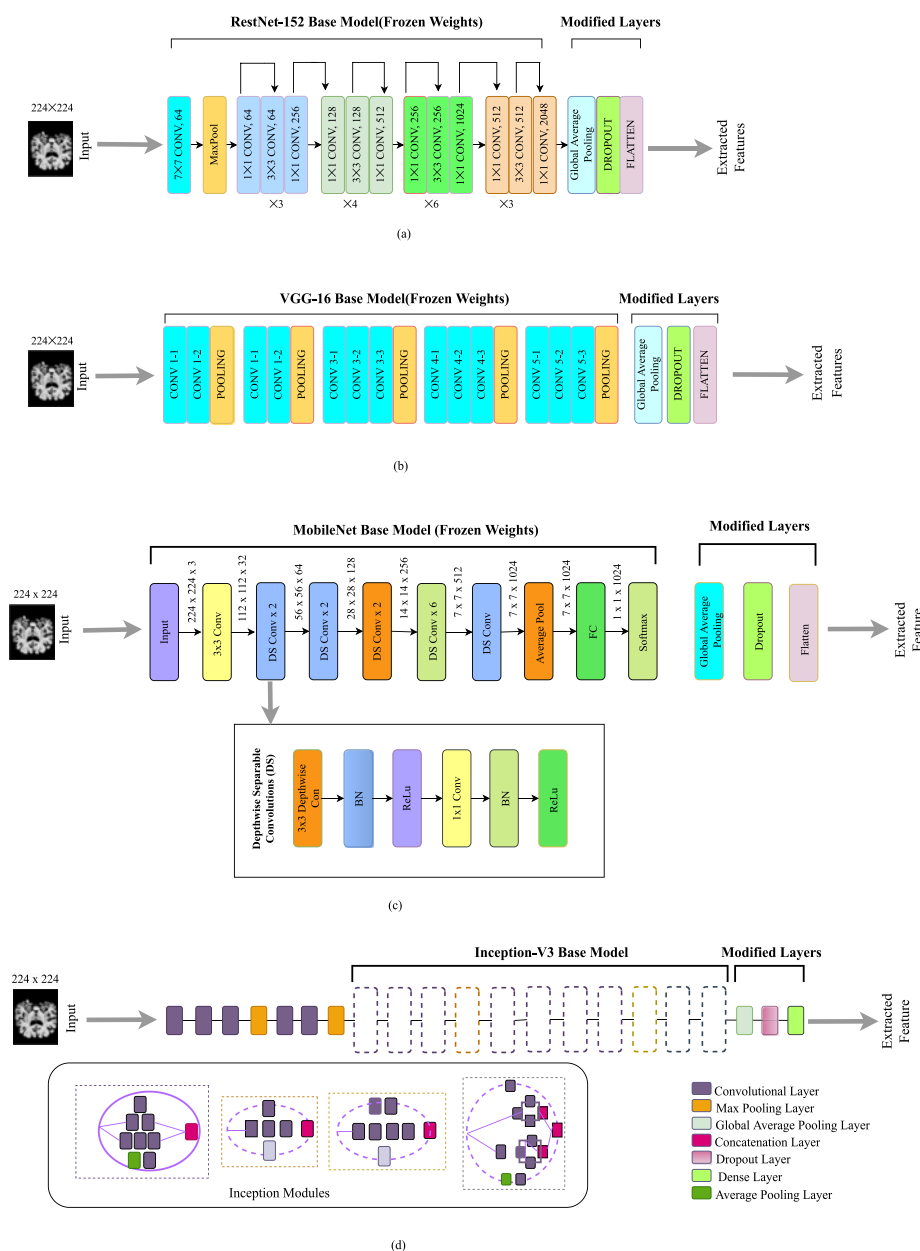 RestNet-152 Base Model(Frozen Weights)
Modified Layers
224×224
Input
7×7 CONV, 64
MaxPool
1×1 CONV, 64
3×3 CONV, 64
1×1 CONV, 256
1×1 CONV, 128
3×3 CONV, 128
1×1 CONV, 512
1×1 CONV, 256
3×3 CONV, 256
1×1 CONV, 1024
1×1 CONV, 512
3×3 CONV, 512
1×1 CONV, 2048
Global Average
Pooling
DROPOUT
FLATTEN
Extracted
Features
×3
×4
×6
×3
(a)
VGG-16 Base Model(Frozen Weights)
Modified Layers
224×224
Input
CONV 1-1
CONV 1-2
POOLING
CONV 1-1
CONV 1-2
POOLING
CONV 3-1
CONV 3-2
CONV 3-3
POOLING
CONV 4-1
CONV 4-2
CONV 4-3
POOLING
CONV 5-1
CONV 5-2
CONV 5-3
POOLING
Global Average
Pooling
DROPOUT
FLATTEN
Extracted
Features
(b)
MobileNet Base Model (Frozen Weights)
Modified Layers
224 x 224
Input
Input
224 x 224 x 3
3x3 Conv
112 x 112 x 32
DS Conv x 2
56 x 56 x 64
DS Conv x 2
28 x 28 x 128
DS Conv x 2
14 x 14 x 256
DS Conv x 6
7 x 7 x 512
DS Conv
7 x 7 x 1024
Average Pool
7 x 7 x 1024
FC
1 x 1 x 1024
Softmax
Global Average
Pooling
Dropout
Flatten
Extracted
Feature
Depthwise Separable
Convolutions (DS)
3x3 Depthwise
Con
BN
ReLu
1x1 Conv
BN
ReLu
(c)
Inception-V3 Base Model
Modified Layers
224 x 224
Input
Extracted
Feature
Inception Modules
Convolutional Layer
Max Pooling Layer
Global Average Pooling Layer
Concatenation Layer
Dropout Layer
Dense Layer
Average Pooling Layer
(d)